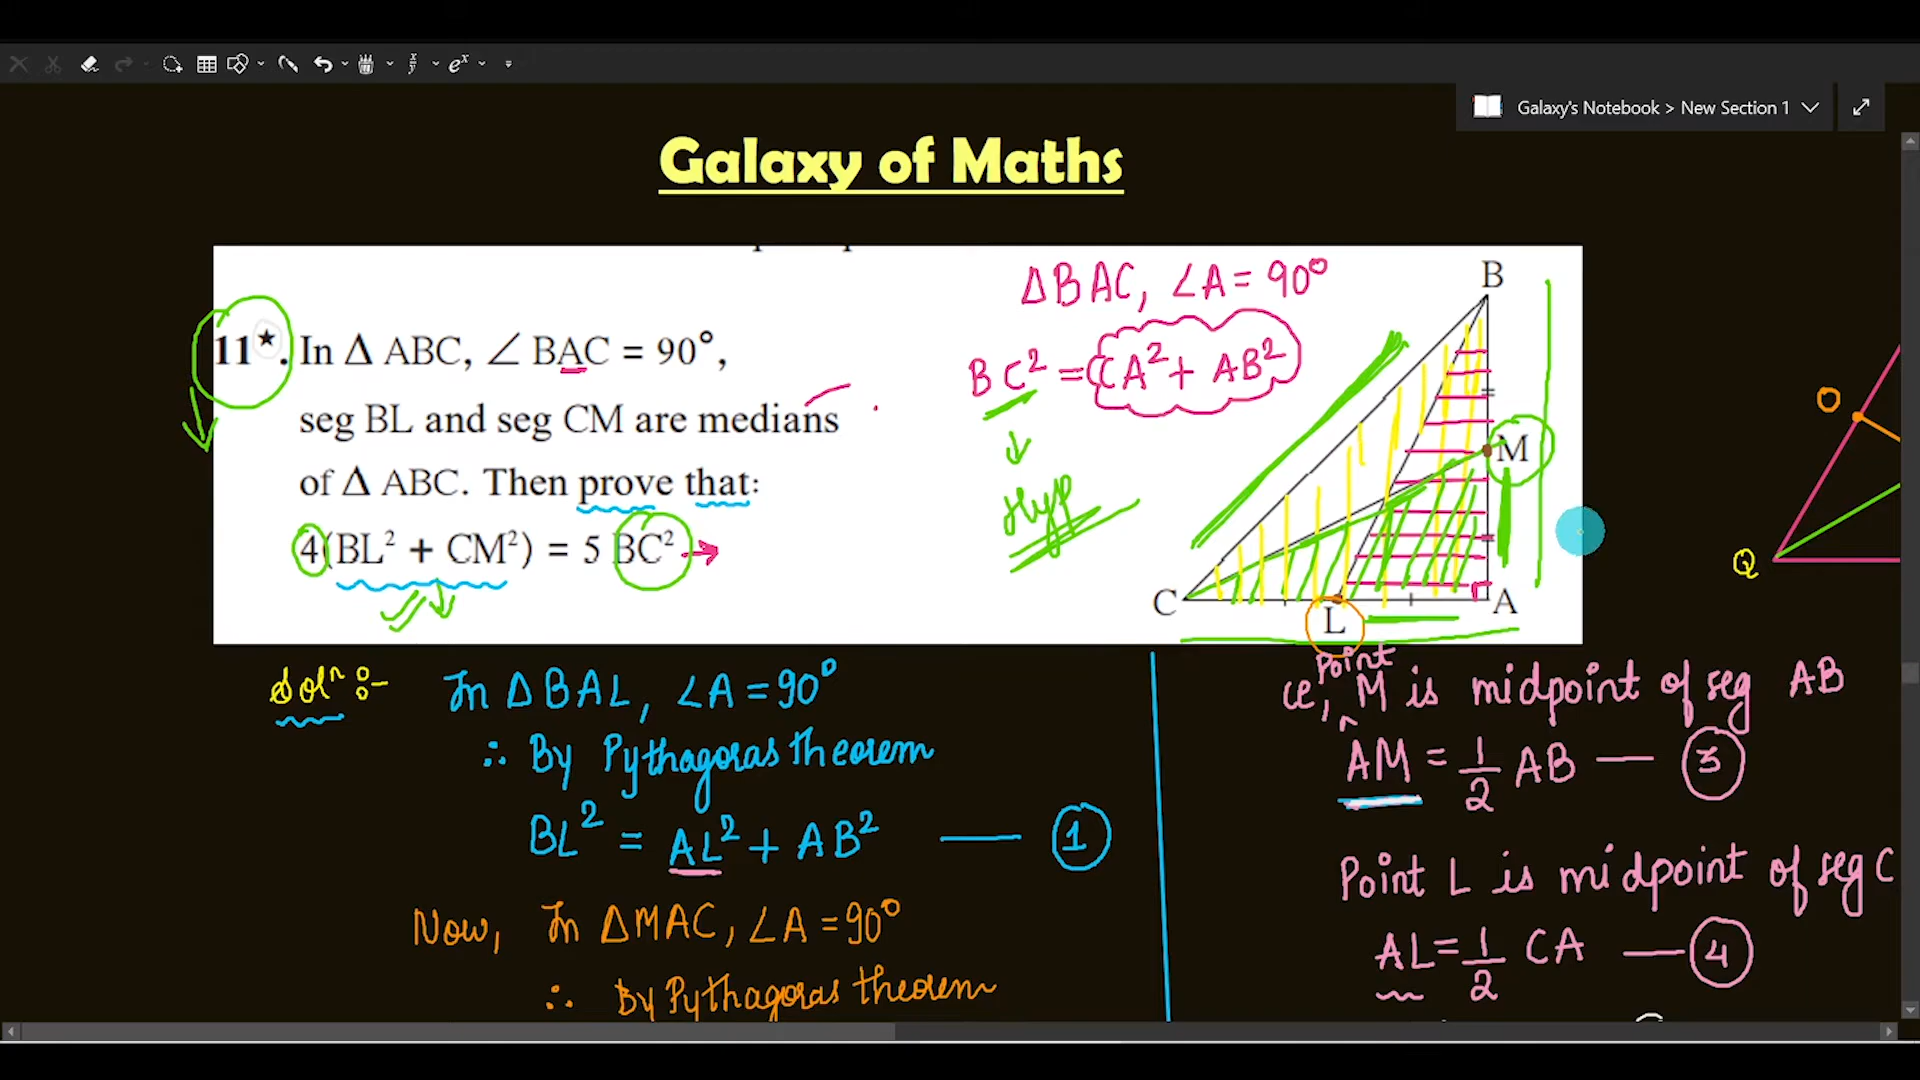 Galaxy's Notebook > New Section 1
Galaxy of Maths
11★. In Δ ABC, ∠ BAC = 90°,
seg BL and seg CM are medians
of Δ ABC. Then prove that:
4(BL² + CM²) = 5 BC²
ΔBAC, ∠A = 90°
BC² = CA² + AB²
Hyp
B
M
C
L
A
O
Q
Solⁿ :-
In ΔBAL, ∠A = 90°
∴ By Pythagoras theorem
BL² = AL² + AB² — 1
Now, In ΔMAC, ∠A = 90°
∴ By Pythagoras theorem
ie, Point M is midpoint of seg AB
AM = 1/2 AB — 3
Point L is midpoint of seg C
AL = 1/2 CA — 4